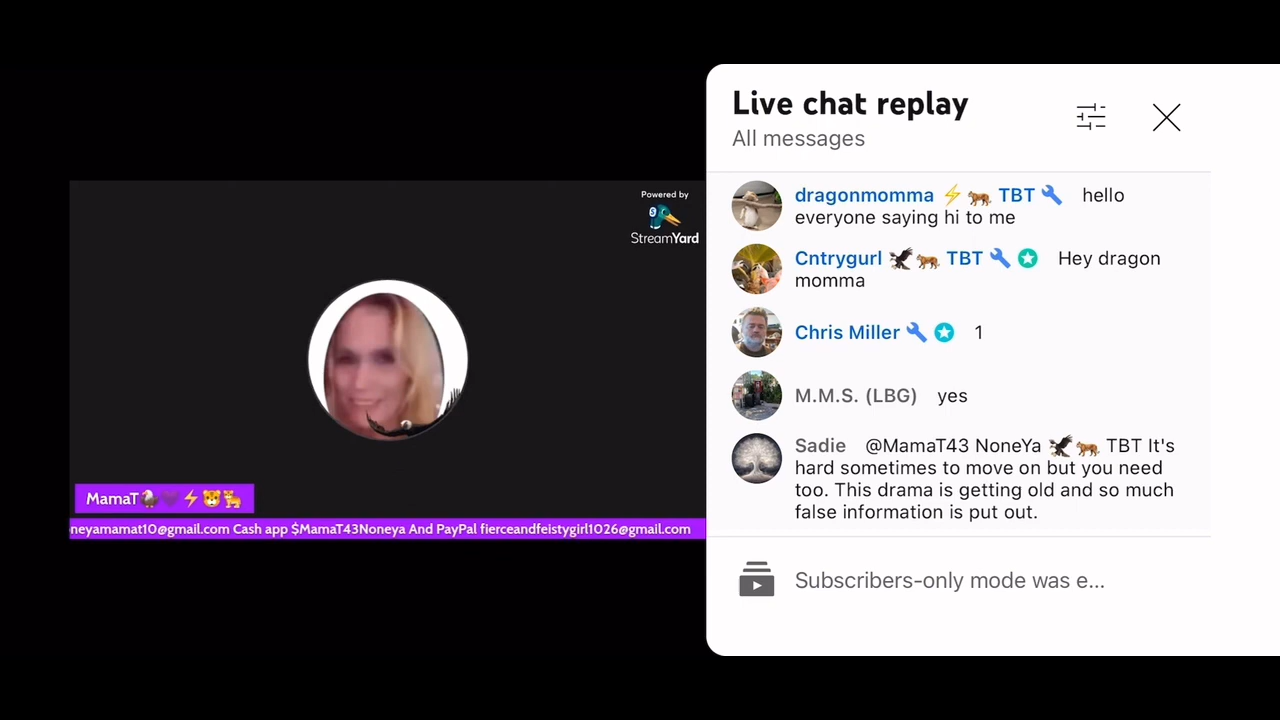 Powered by
StreamYard
MamaT🦅💜⚡🐯🐆
neyamamat10@gmail.com Cash app $MamaT43Noneya And PayPal fierceandfeistygirl1026@gmail.com
Live chat replay
All messages
dragonmomma ⚡🐅 TBT🔧 hello
everyone saying hi to me
Cntrygurl 🦅🐅 TBT🔧 Hey dragon
momma
Chris Miller🔧 1
M.M.S. (LBG) yes
Sadie @MamaT43 NoneYa 🦅🐅 TBT It's
hard sometimes to move on but you need
too. This drama is getting old and so much
false information is put out.
Subscribers-only mode was e...